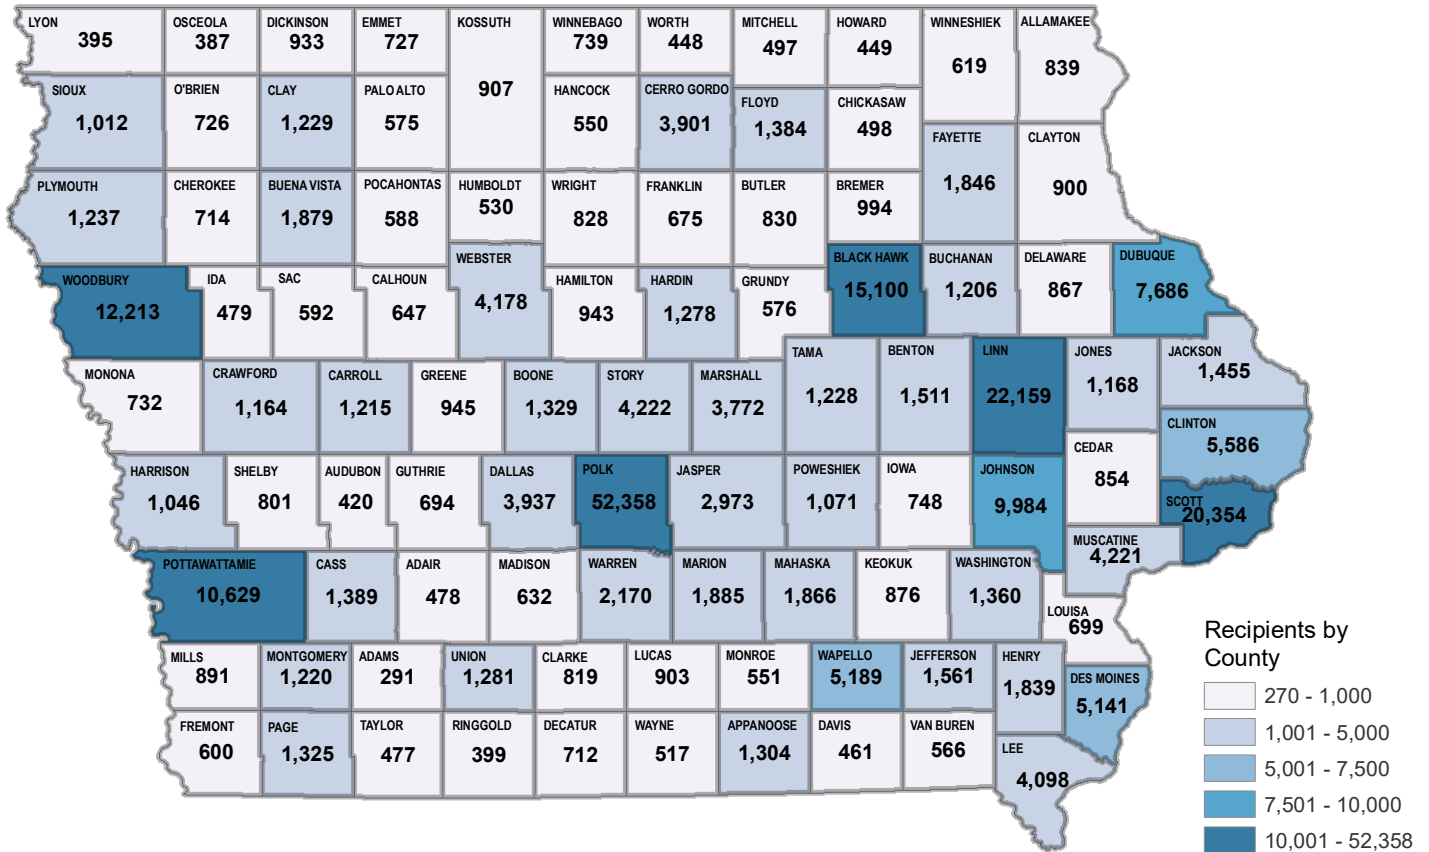 LYON
395
OSCEOLA
387
DICKINSON
933
EMMET
727
KOSSUTH
907
WINNEBAGO
739
WORTH
448
MITCHELL
497
HOWARD
449
WINNESHIEK
619
ALLAMAKEE
839
SIOUX
1,012
O'BRIEN
726
CLAY
1,229
PALO ALTO
575
HANCOCK
550
CERRO GORDO
3,901
FLOYD
1,384
CHICKASAW
498
FAYETTE
1,846
CLAYTON
900
PLYMOUTH
1,237
CHEROKEE
714
BUENA VISTA
1,879
POCAHONTAS
588
HUMBOLDT
530
WRIGHT
828
FRANKLIN
675
BUTLER
830
BREMER
994
WOODBURY
12,213
IDA
479
SAC
592
CALHOUN
647
WEBSTER
4,178
HAMILTON
943
HARDIN
1,278
GRUNDY
576
BLACK HAWK
15,100
BUCHANAN
1,206
DELAWARE
867
DUBUQUE
7,686
MONONA
732
CRAWFORD
1,164
CARROLL
1,215
GREENE
945
BOONE
1,329
STORY
4,222
MARSHALL
3,772
TAMA
1,228
BENTON
1,511
LINN
22,159
JONES
1,168
JACKSON
1,455
CLINTON
5,586
HARRISON
1,046
SHELBY
801
AUDUBON
420
GUTHRIE
694
DALLAS
3,937
POLK
52,358
JASPER
2,973
POWESHIEK
1,071
IOWA
748
JOHNSON
9,984
CEDAR
854
SCOTT
20,354
MUSCATINE
4,221
POTTAWATTAMIE
10,629
CASS
1,389
ADAIR
478
MADISON
632
WARREN
2,170
MARION
1,885
MAHASKA
1,866
KEOKUK
876
WASHINGTON
1,360
LOUISA
699
MILLS
891
MONTGOMERY
1,220
ADAMS
291
UNION
1,281
CLARKE
819
LUCAS
903
MONROE
551
WAPELLO
5,189
JEFFERSON
1,561
HENRY
1,839
DES MOINES
5,141
FREMONT
600
PAGE
1,325
TAYLOR
477
RINGGOLD
399
DECATUR
712
WAYNE
517
APPANOOSE
1,304
DAVIS
461
VAN BUREN
566
LEE
4,098
Recipients by
County
270 - 1,000
1,001 - 5,000
5,001 - 7,500
7,501 - 10,000
10,001 - 52,358